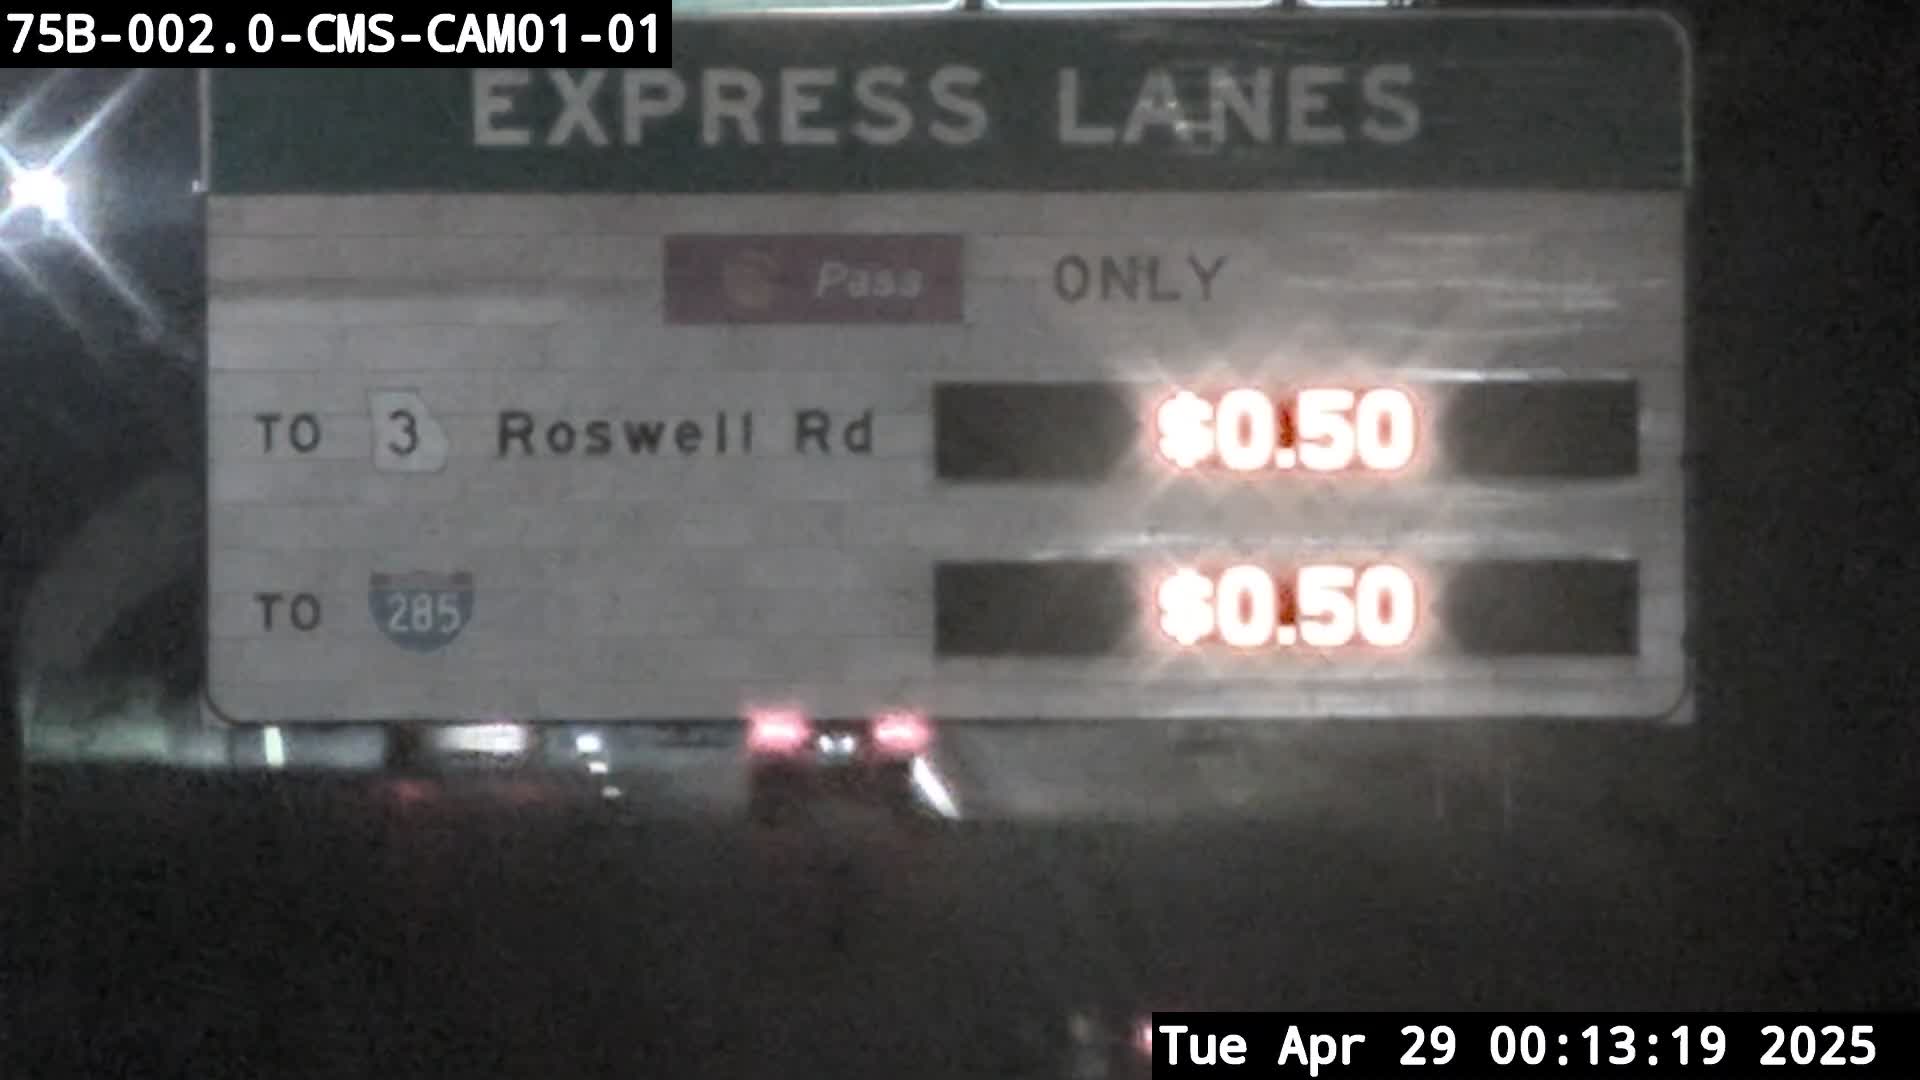 75B-002.0-CMS-CAM01-01
EXPRESS LANES
Pass ONLY
TO 3 Roswell Rd $0.50
TO 285 $0.50
Tue Apr 29 00:13:19 2025